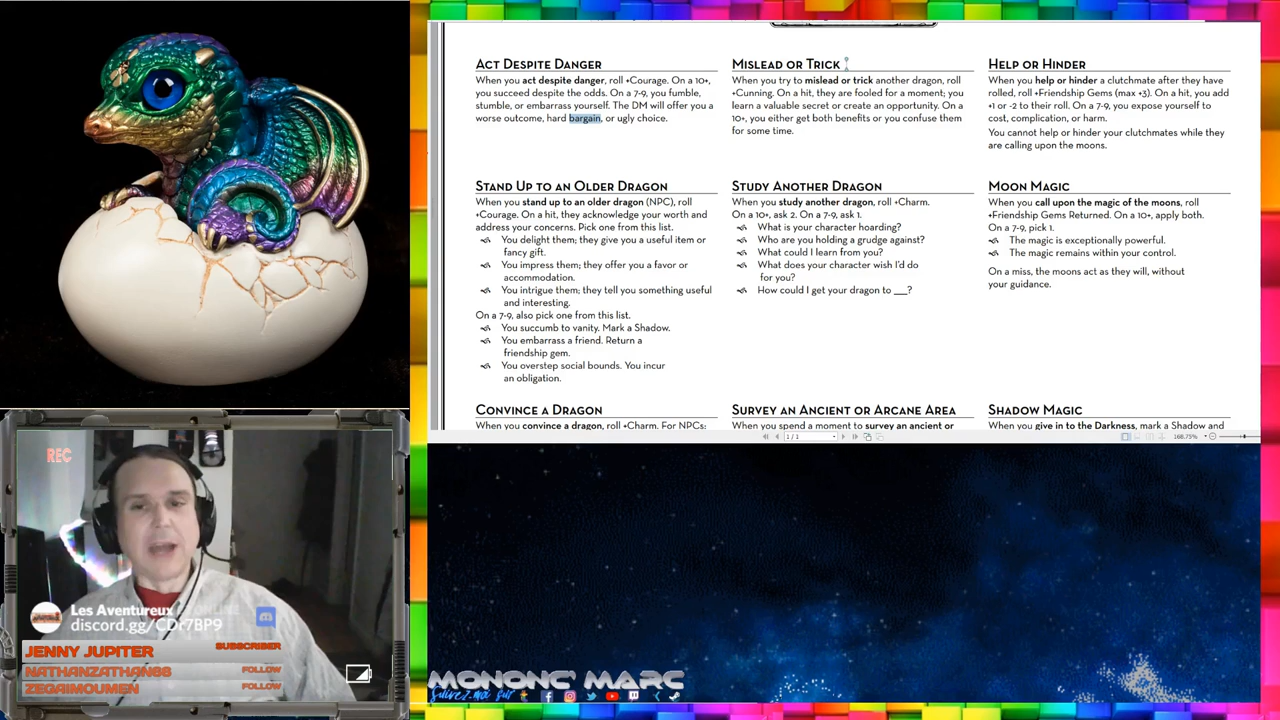 ACT DESPITE DANGER
When you act despite danger, roll +Courage. On a 10+,
you succeed despite the odds. On a 7-9, you fumble,
stumble, or embarrass yourself. The DM will offer you a
worse outcome, hard bargain, or ugly choice.
MISLEAD OR TRICK
When you try to mislead or trick another dragon, roll
+Cunning. On a hit, they are fooled for a moment; you
learn a valuable secret or create an opportunity. On a
10+, you either get both benefits or you confuse them
for some time.
HELP OR HINDER
When you help or hinder a clutchmate after they have
rolled, roll +Friendship Gems (max +3). On a hit, you add
+1 or -2 to their roll. On a 7-9, you expose yourself to
cost, complication, or harm.
You cannot help or hinder your clutchmates while they
are calling upon the moons.
STAND UP TO AN OLDER DRAGON
When you stand up to an older dragon (NPC), roll
+Courage. On a hit, they acknowledge your worth and
address your concerns. Pick one from this list.
You delight them; they give you a useful item or
fancy gift.
You impress them; they offer you a favor or
accommodation.
You intrigue them; they tell you something useful
and interesting.
On a 7-9, also pick one from this list.
You succumb to vanity. Mark a Shadow.
You embarrass a friend. Return a
friendship gem.
You overstep social bounds. You incur
an obligation.
STUDY ANOTHER DRAGON
When you study another dragon, roll +Charm.
On a 10+, ask 2. On a 7-9, ask 1.
What is your character hoarding?
Who are you holding a grudge against?
What could I learn from you?
What does your character wish I'd do
for you?
How could I get your dragon to ___?
MOON MAGIC
When you call upon the magic of the moons, roll
+Friendship Gems Returned. On a 10+, apply both.
On a 7-9, pick 1.
The magic is exceptionally powerful.
The magic remains within your control.
On a miss, the moons act as they will, without
your guidance.
CONVINCE A DRAGON
When you convince a dragon, roll +Charm. For NPCs:
SURVEY AN ANCIENT OR ARCANE AREA
When you spend a moment to survey an ancient or
SHADOW MAGIC
When you give in to the Darkness, mark a Shadow and
1 / 1
168,75%
REC
Les Aventureux
discord.gg/CDr7BP9
JENNY JUPITER SUBSCRIBER
NATHANZATHAN68 FOLLOW
ZEGAIMOUMEN FOLLOW
MONONC' MARC
Suivez-moi sur